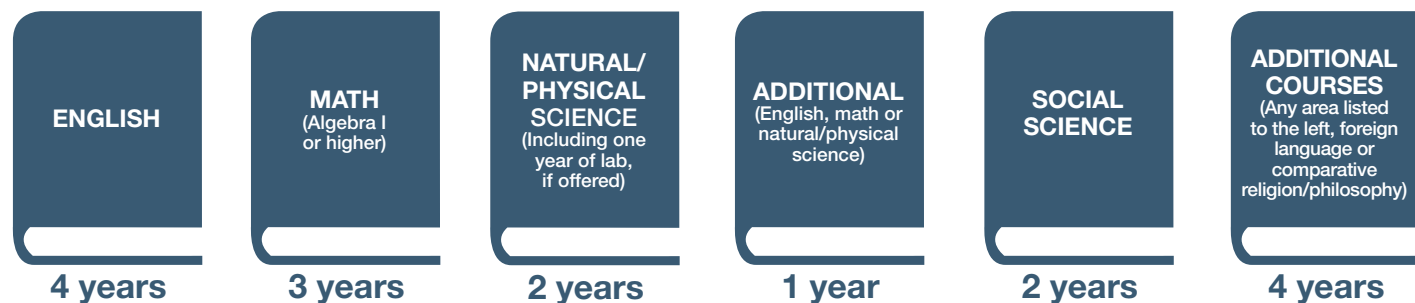 ENGLISH
4 years
MATH
(Algebra I
or higher)
3 years
NATURAL/
PHYSICAL
SCIENCE
(Including one
year of lab,
if offered)
2 years
ADDITIONAL
(English, math or
natural/physical
science)
1 year
SOCIAL
SCIENCE
2 years
ADDITIONAL
COURSES
(Any area listed
to the left, foreign
language or
comparative
religion/philosophy)
4 years